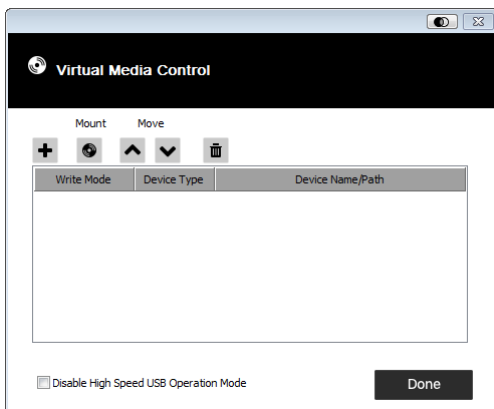 Virtual Media Control
Mount Move
Write Mode Device Type Device Name/Path
Disable High Speed USB Operation Mode
Done